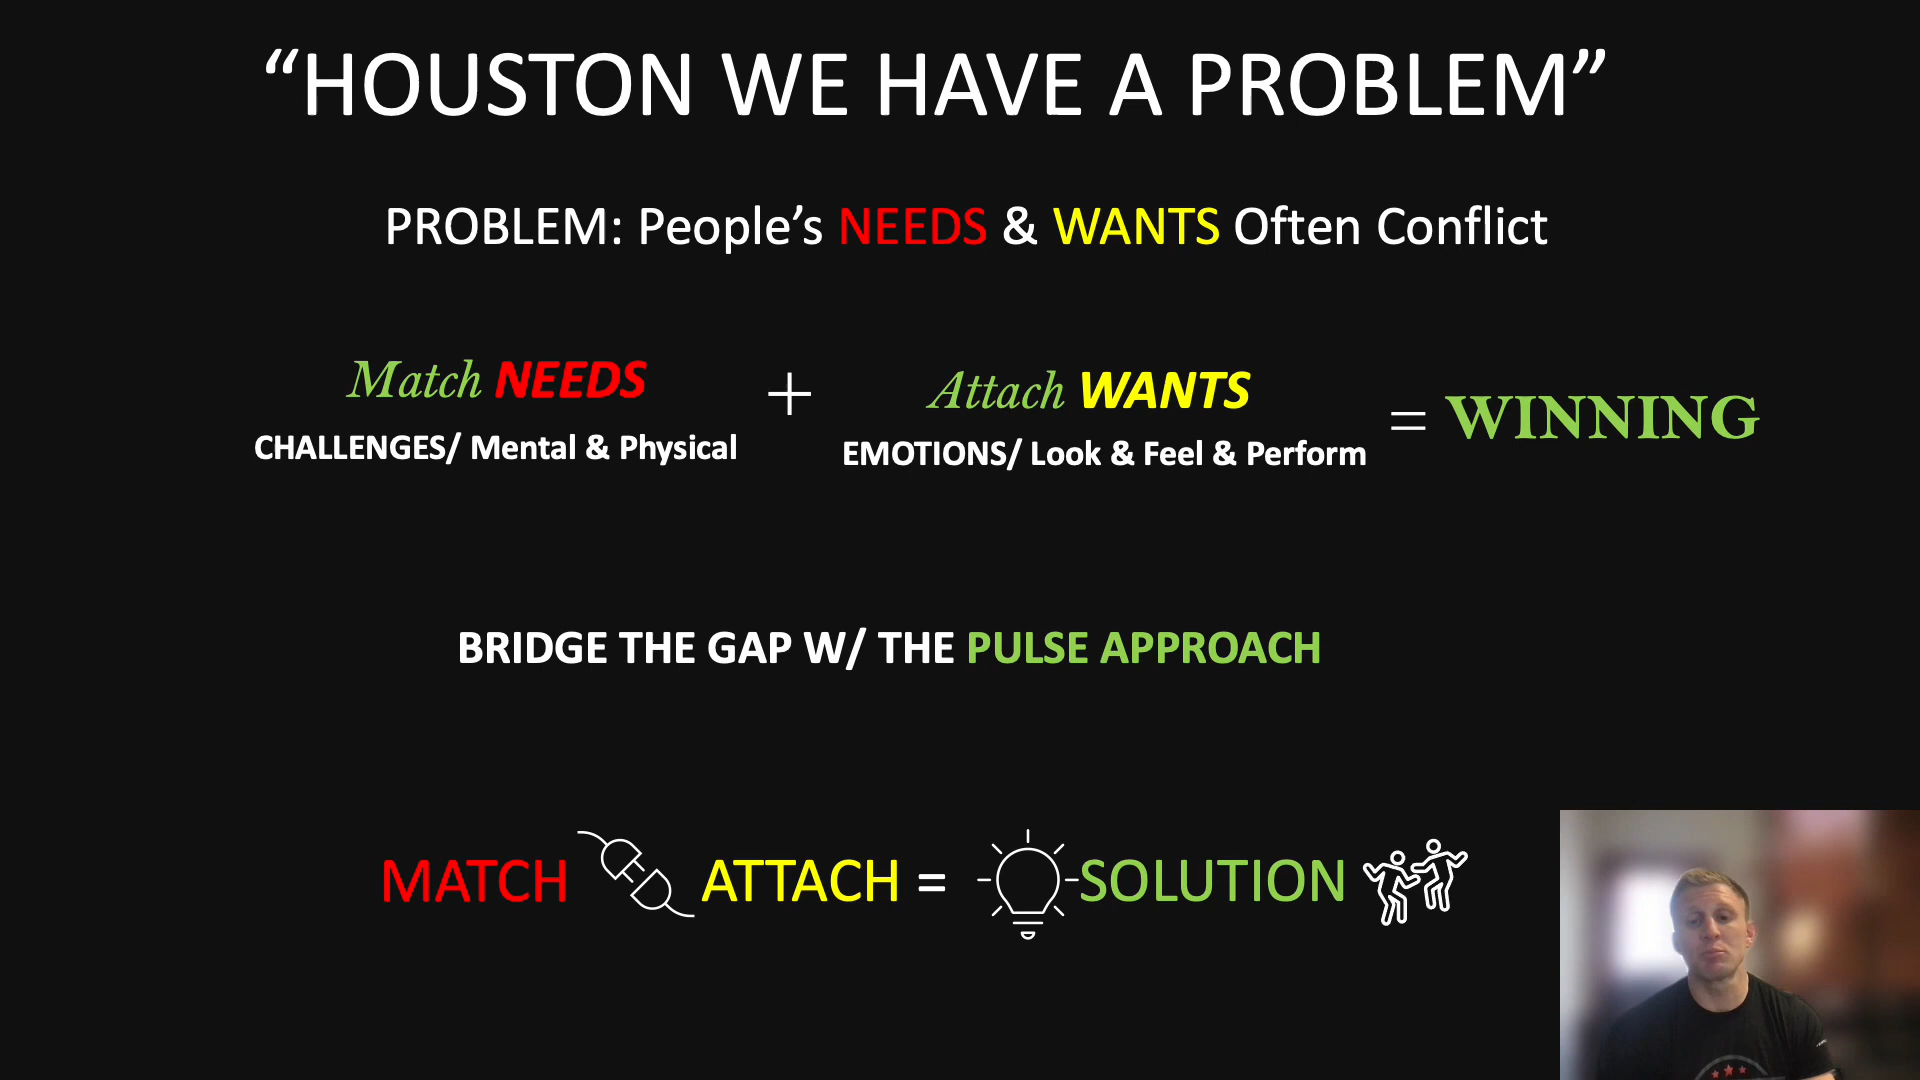 “HOUSTON WE HAVE A PROBLEM”
PROBLEM: People’s NEEDS & WANTS Often Conflict
Match NEEDS + Attach WANTS = WINNING
CHALLENGES/ Mental & Physical
EMOTIONS/ Look & Feel & Perform
BRIDGE THE GAP W/ THE PULSE APPROACH
MATCH ATTACH = SOLUTION